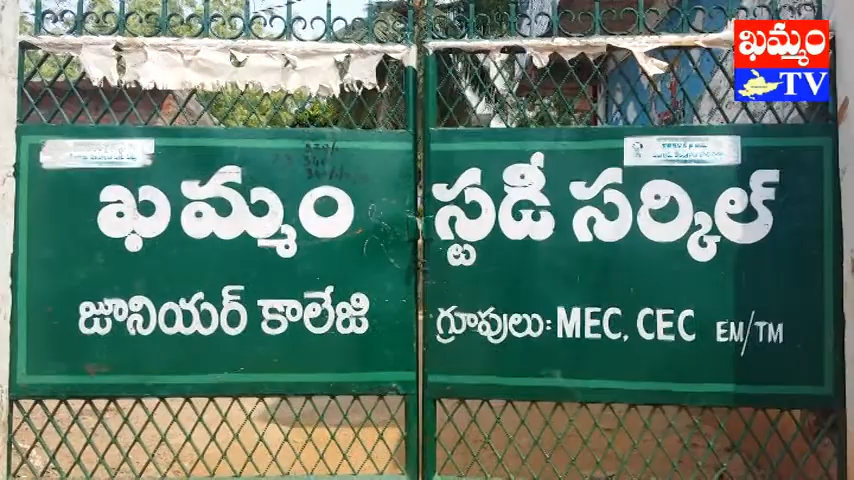 ఖమ్మం
TV
ఖమ్మం స్టడీ సర్కిల్
జూనియర్ కాలేజి
గ్రూపులు: MEC, CEC EM/TM